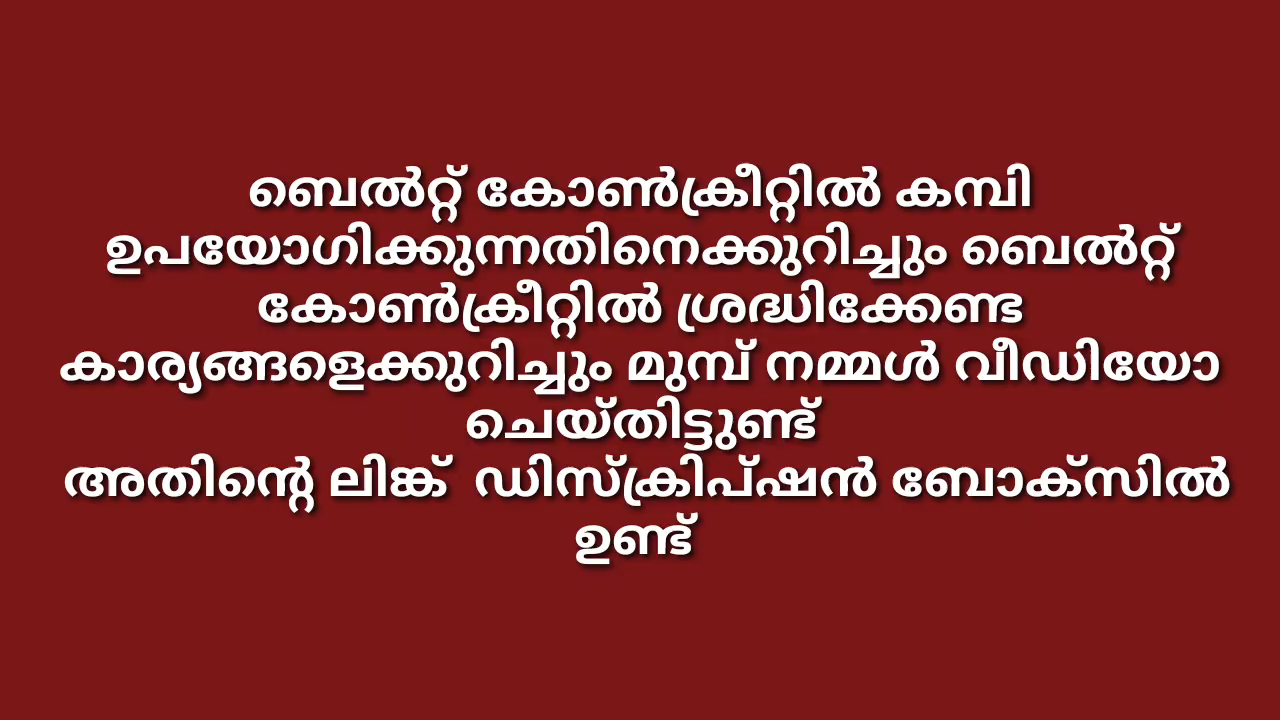 ബെൽറ്റ് കോൺക്രീറ്റിൽ കമ്പി
ഉപയോഗിക്കുന്നതിനെക്കുറിച്ചും ബെൽറ്റ്
കോൺക്രീറ്റിൽ ശ്രദ്ധിക്കേണ്ട
കാര്യങ്ങളെക്കുറിച്ചും മുമ്പ് നമ്മൾ വീഡിയോ
ചെയ്തിട്ടുണ്ട്
അതിന്റെ ലിങ്ക് ഡിസ്ക്രിപ്ഷൻ ബോക്സിൽ
ഉണ്ട്